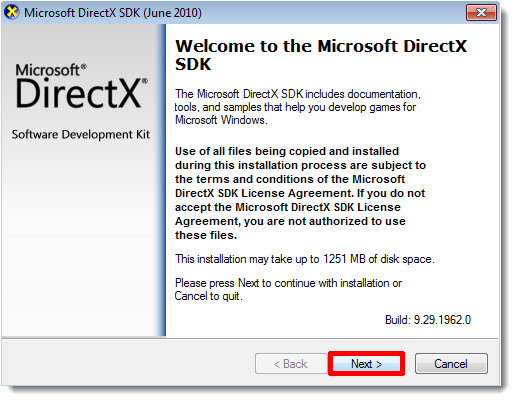 Microsoft DirectX SDK (June 2010)
Microsoft®
DirectX®
Software Development Kit
Welcome to the Microsoft DirectX
SDK
The Microsoft DirectX SDK includes documentation,
tools, and samples that help you develop games for
Microsoft Windows.
Use of all files being copied and installed
during this installation process are subject to
the terms and conditions of the Microsoft
DirectX SDK License Agreement. If you do not
accept the Microsoft DirectX SDK License
Agreement, you are not authorized to use
these files.
This installation may take up to 1251 MB of disk space.
Please press Next to continue with installation or
Cancel to quit.
Build: 9.29.1962.0
< Back
Next >
Cancel